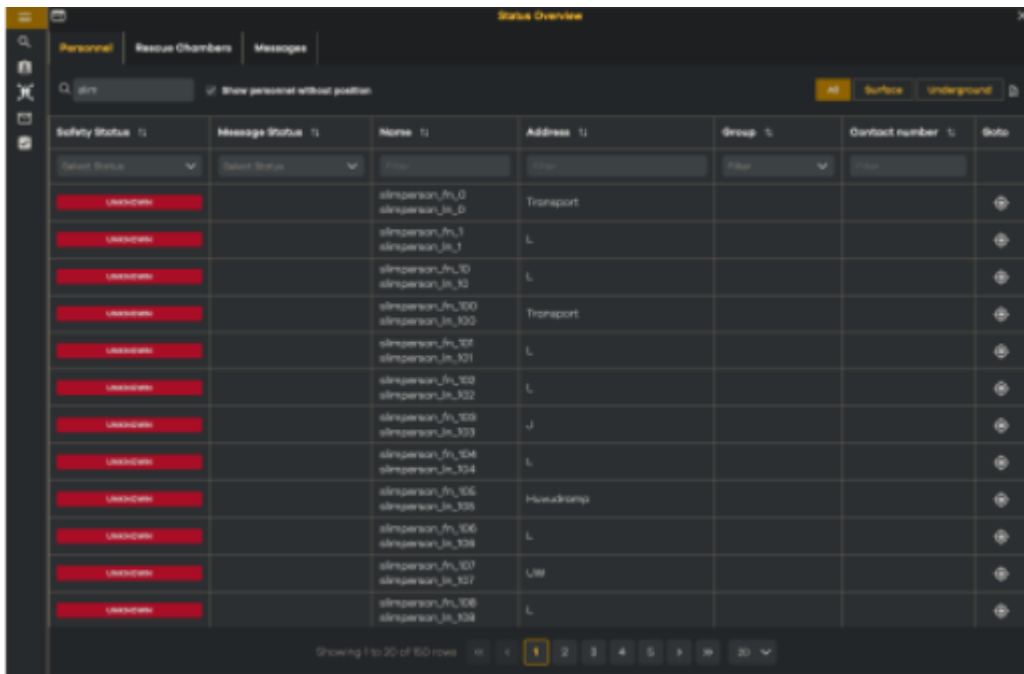 Status Overview
Personnel Rescue Chambers Messages
slim Show personnel without position All Surface Underground
Safety Status Message Status Name Address Group Contact number Goto
Select Status Select Status Filter Filter Filter Filter
UNKNOWN slimperson_fn_0 Transport
slimperson_ln_0
UNKNOWN slimperson_fn_1 L
slimperson_ln_1
UNKNOWN slimperson_fn_10 L
slimperson_ln_10
UNKNOWN slimperson_fn_100 Transport
slimperson_ln_100
UNKNOWN slimperson_fn_101 L
slimperson_ln_101
UNKNOWN slimperson_fn_102 L
slimperson_ln_102
UNKNOWN slimperson_fn_103 J
slimperson_ln_103
UNKNOWN slimperson_fn_104 L
slimperson_ln_104
UNKNOWN slimperson_fn_105 Huvudramp
slimperson_ln_105
UNKNOWN slimperson_fn_106 L
slimperson_ln_106
UNKNOWN slimperson_fn_107 UW
slimperson_ln_107
UNKNOWN slimperson_fn_108 L
slimperson_ln_108
Showing 1 to 20 of 150 rows « ‹ 1 2 3 4 5 › » 20